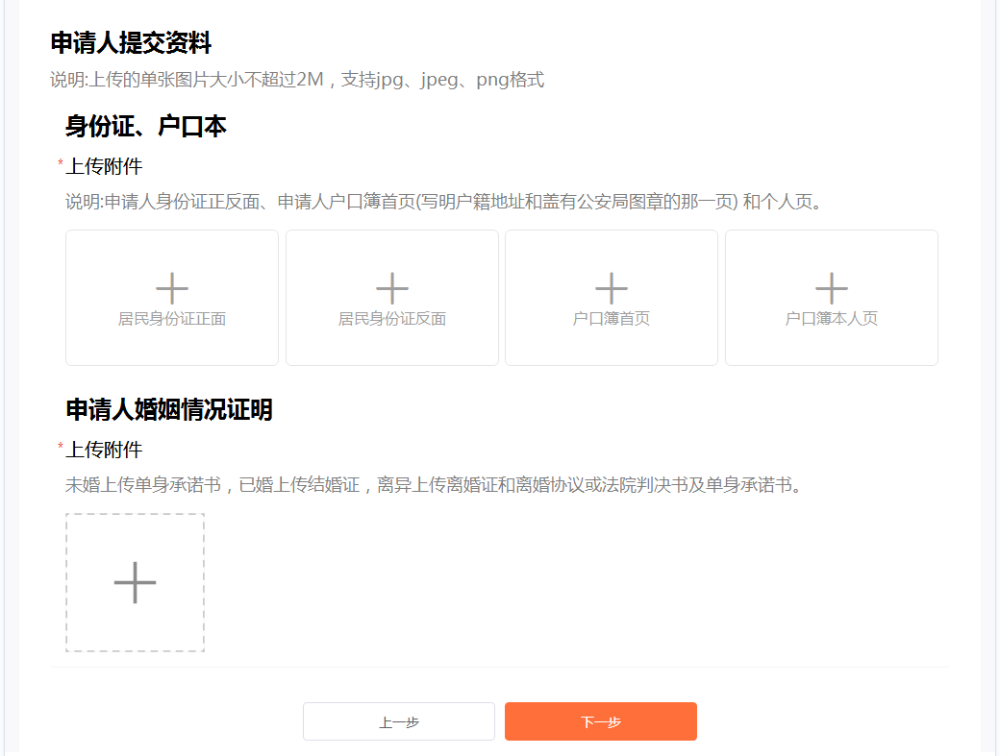 申请人提交资料
说明:上传的单张图片大小不超过2M，支持jpg、jpeg、png格式
身份证、户口本
*上传附件
说明:申请人身份证正反面、申请人户口簿首页(写明户籍地址和盖有公安局图章的那一页) 和个人页。
居民身份证正面 居民身份证反面 户口簿首页 户口簿本人页
申请人婚姻情况证明
*上传附件
未婚上传单身承诺书，已婚上传结婚证，离异上传离婚证和离婚协议或法院判决书及单身承诺书。
上一步 下一步